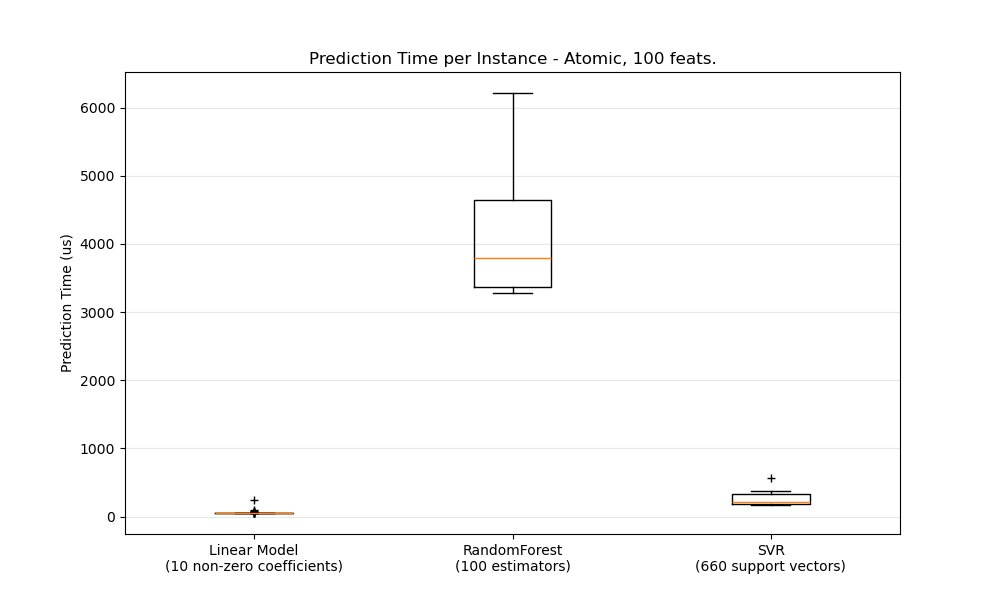 Prediction Time per Instance - Atomic, 100 feats.
Prediction Time (us)
6000
5000
4000
3000
2000
1000
0
Linear Model
(10 non-zero coefficients)
RandomForest
(100 estimators)
SVR
(660 support vectors)